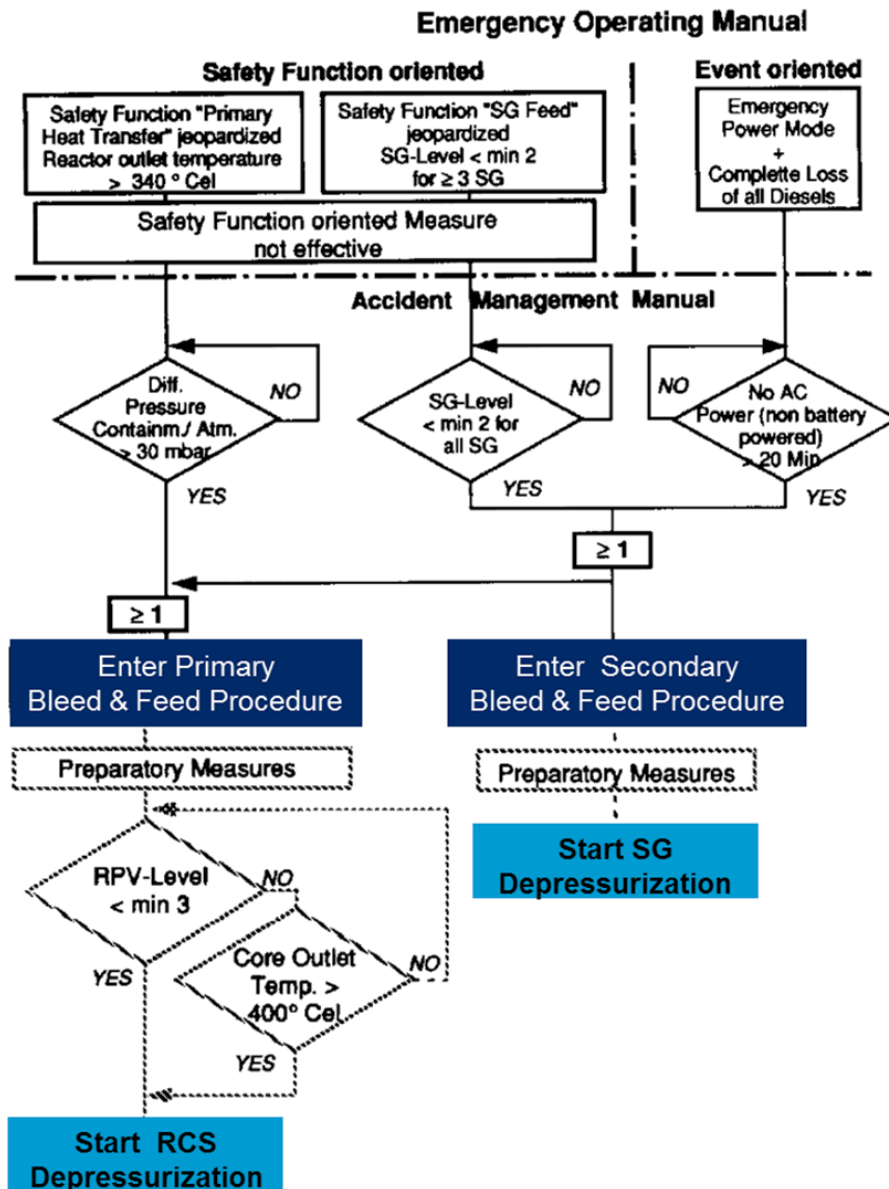 Emergency Operating Manual
Safety Function oriented
Event oriented
Safety Function "Primary
Heat Transfer" jeopardized
Reactor outlet temperature
> 340 ° Cel
Safety Function "SG Feed"
jeopardized
SG-Level < min 2
for ≥ 3 SG
Emergency
Power Mode
+
Complette Loss
of all Diesels
Safety Function oriented Measure
not effective
Accident Management Manual
Diff.
Pressure
Containm./ Atm.
> 30 mbar
NO
YES
SG-Level
< min 2 for
all SG
NO
YES
NO
No AC
Power (non battery
powered)
> 20 Min
YES
≥ 1
≥ 1
Enter Primary
Bleed & Feed Procedure
Enter Secondary
Bleed & Feed Procedure
Preparatory Measures
Preparatory Measures
Start SG
Depressurization
RPV-Level
< min 3
NO
YES
Core Outlet
Temp. >
400° Cel
NO
YES
Start RCS
Depressurization